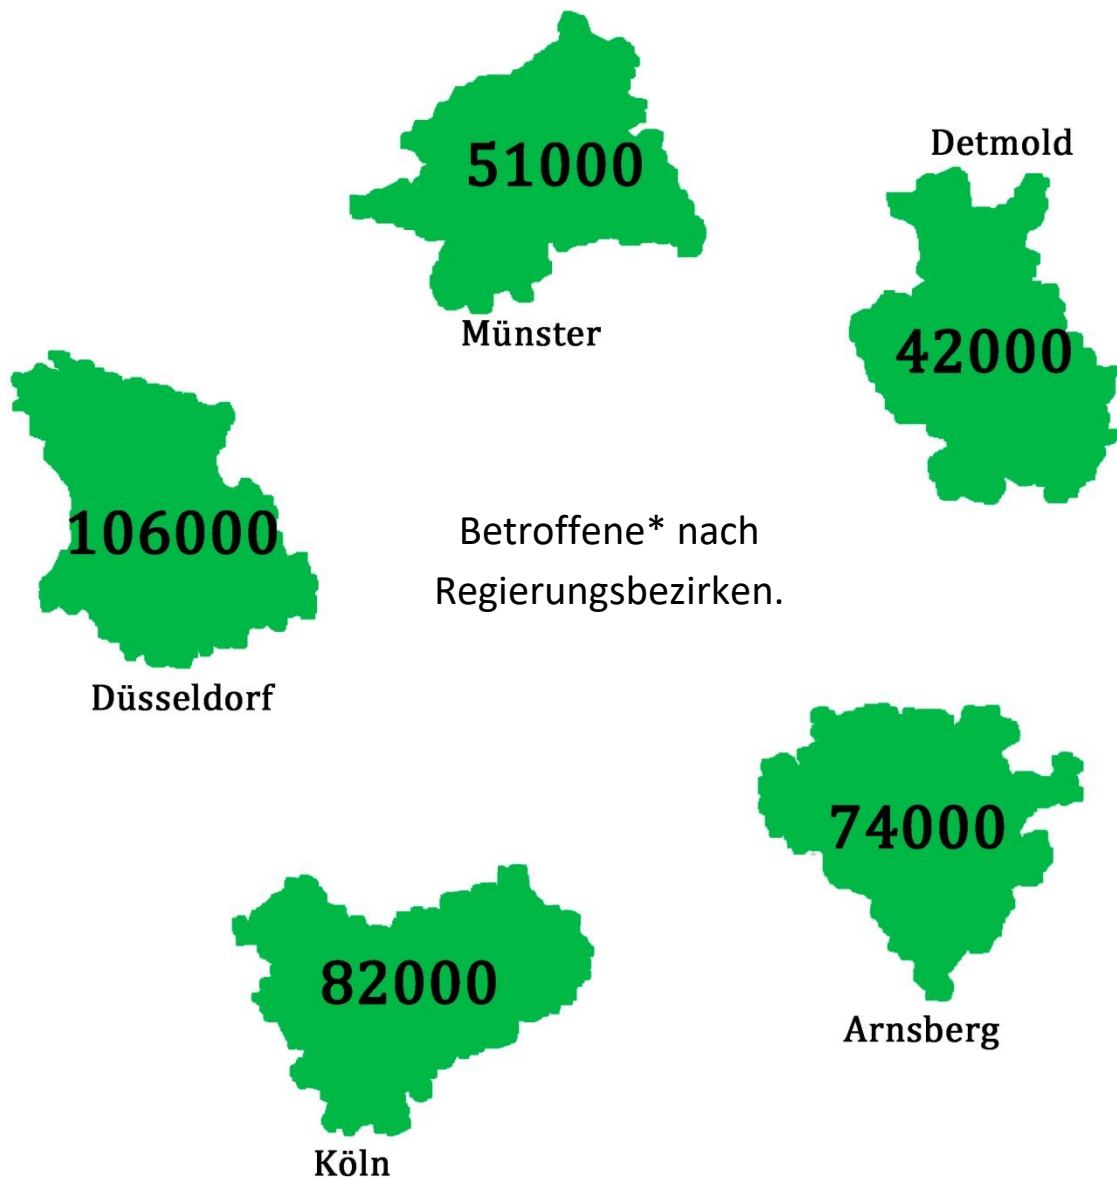 51000
Münster
Detmold
42000
106000
Düsseldorf
Betroffene* nach
Regierungsbezirken.
74000
Arnsberg
82000
Köln